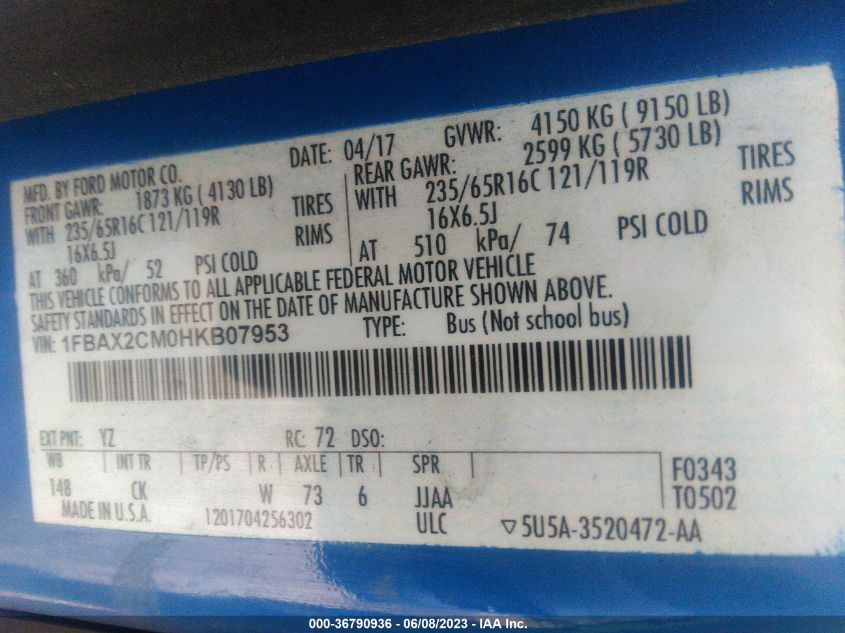 MFD. BY FORD MOTOR CO. DATE: 04/17 GVWR: 4150 KG ( 9150 LB)
FRONT GAWR: 1873 KG ( 4130 LB) REAR GAWR: 2599 KG ( 5730 LB)
WITH 235/65R16C 121/119R TIRES WITH 235/65R16C 121/119R TIRES
16X6.5J RIMS 16X6.5J RIMS
AT 360 kPa/ 52 PSI COLD AT 510 kPa/ 74 PSI COLD
THIS VEHICLE CONFORMS TO ALL APPLICABLE FEDERAL MOTOR VEHICLE
SAFETY STANDARDS IN EFFECT ON THE DATE OF MANUFACTURE SHOWN ABOVE.
VIN: 1FBAX2CM0HKB07953 TYPE: Bus (Not school bus)
EXT PNT: YZ RC: 72 DSO:
WB INT TR TP/PS R AXLE TR SPR F0343
148 CK W 73 6 JJAA T0502
MADE IN U.S.A. 1201704256302 ULC ▽5U5A-3520472-AA
000-36790936 - 06/08/2023 - IAA Inc.